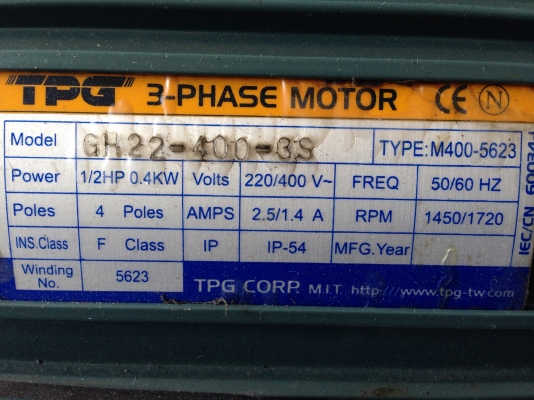 TPG 3-PHASE MOTOR CE N
Model GH22-400-3S TYPE:M400-5623
Power 1/2HP 0.4KW Volts 220/400 V~ FREQ 50/60 HZ
Poles 4 Poles AMPS 2.5/1.4 A RPM 1450/1720
INS.Class F Class IP IP-54 MFG.Year
Winding No. 5623 TPG CORP. M.I.T. http://www.tpg-tw.com
IEC/CN 60034-1